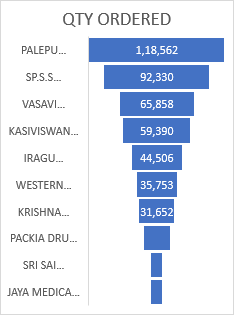 QTY ORDERED
PALEPU... 1,18,562
SP.S.S... 92,330
VASAVI... 65,858
KASIVISWAN... 59,390
IRAGU... 44,506
WESTERN... 35,753
KRISHNA... 31,652
PACKIA DRU...
SRI SAI...
JAYA MEDICA...